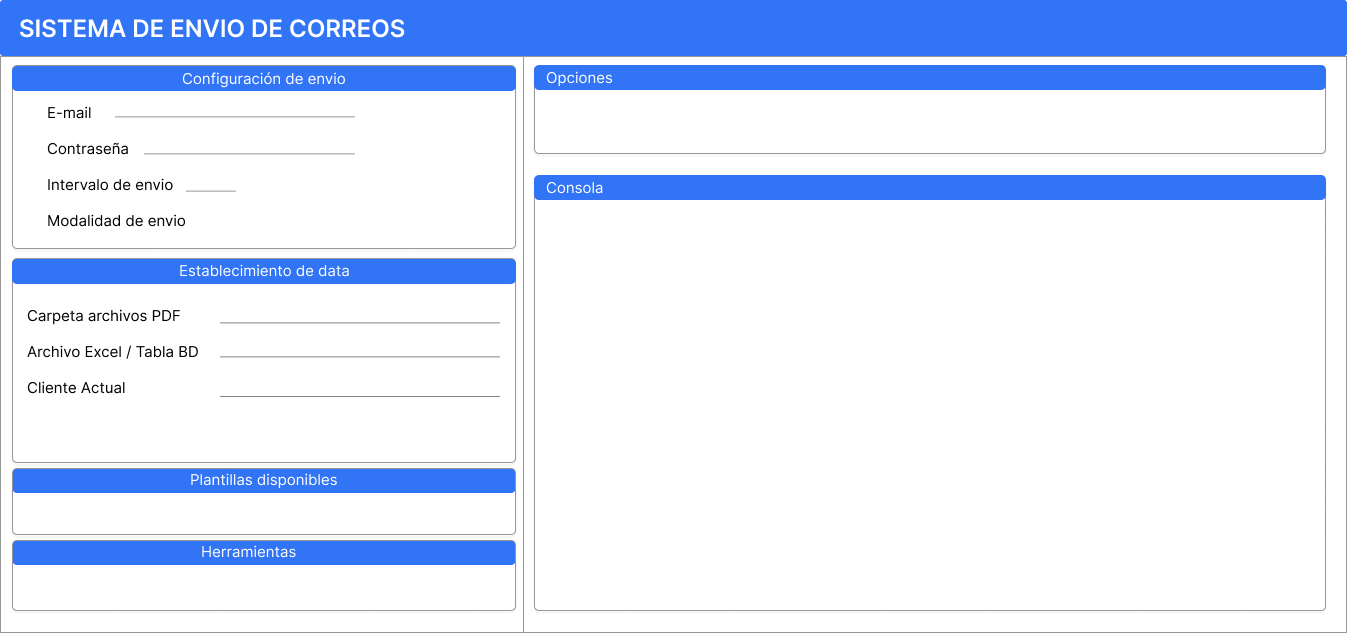 SISTEMA DE ENVIO DE CORREOS
Configuración de envio
E-mail
Contraseña
Intervalo de envio
Modalidad de envio
Establecimiento de data
Carpeta archivos PDF
Archivo Excel / Tabla BD
Cliente Actual
Plantillas disponibles
Herramientas
Opciones
Consola